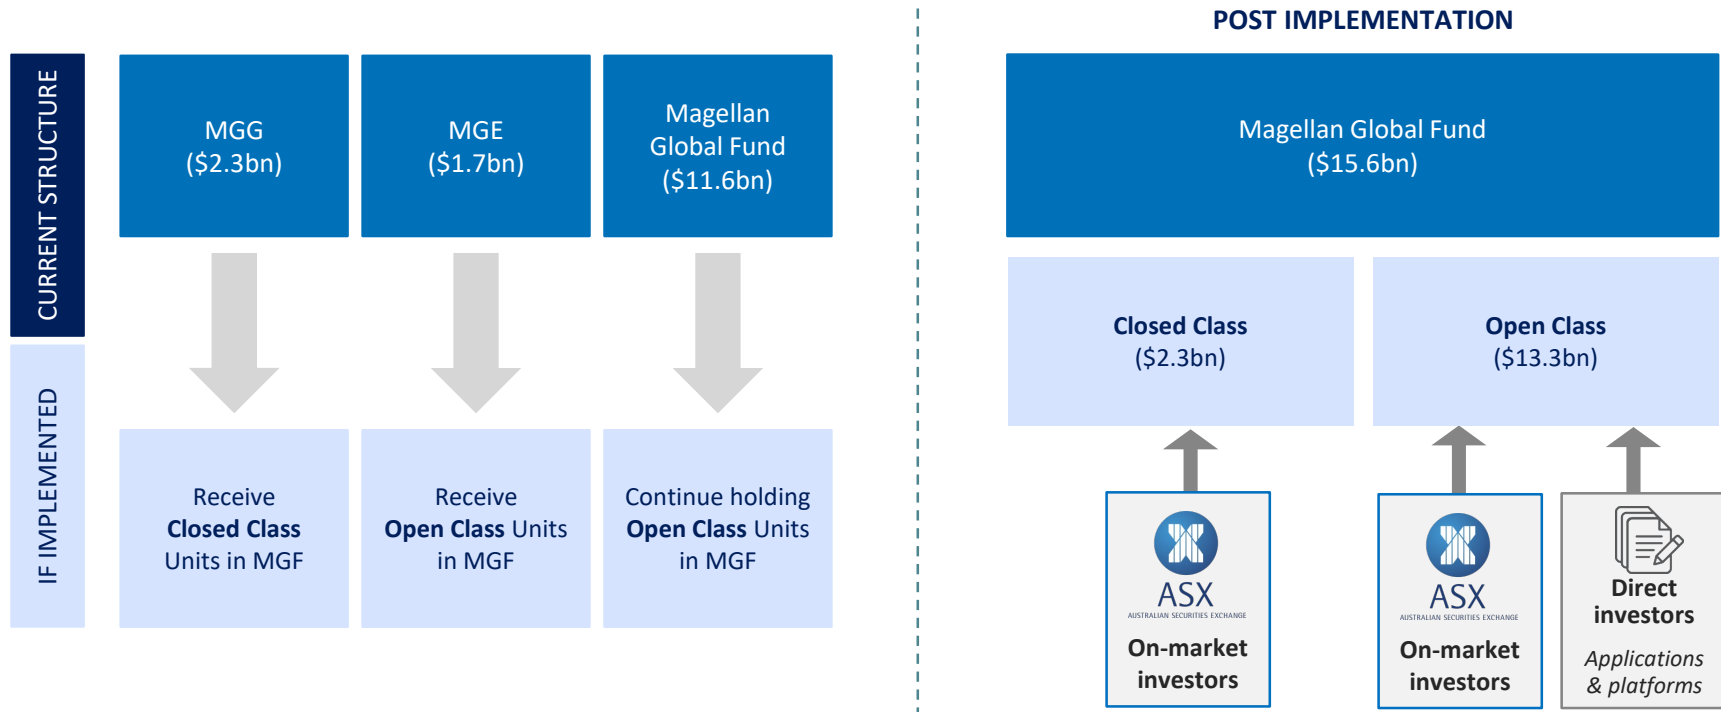 POST IMPLEMENTATION
CURRENT STRUCTURE
MGG
($2.3bn)
MGE
($1.7bn)
Magellan
Global Fund
($11.6bn)
Magellan Global Fund
($15.6bn)
Closed Class
($2.3bn)
Open Class
($13.3bn)
IF IMPLEMENTED
Receive
Closed Class
Units in MGF
Receive
Open Class Units
in MGF
Continue holding
Open Class Units
in MGF
ASX
AUSTRALIAN SECURITIES EXCHANGE
On-market
investors
ASX
AUSTRALIAN SECURITIES EXCHANGE
On-market
investors
Direct
investors
Applications
& platforms